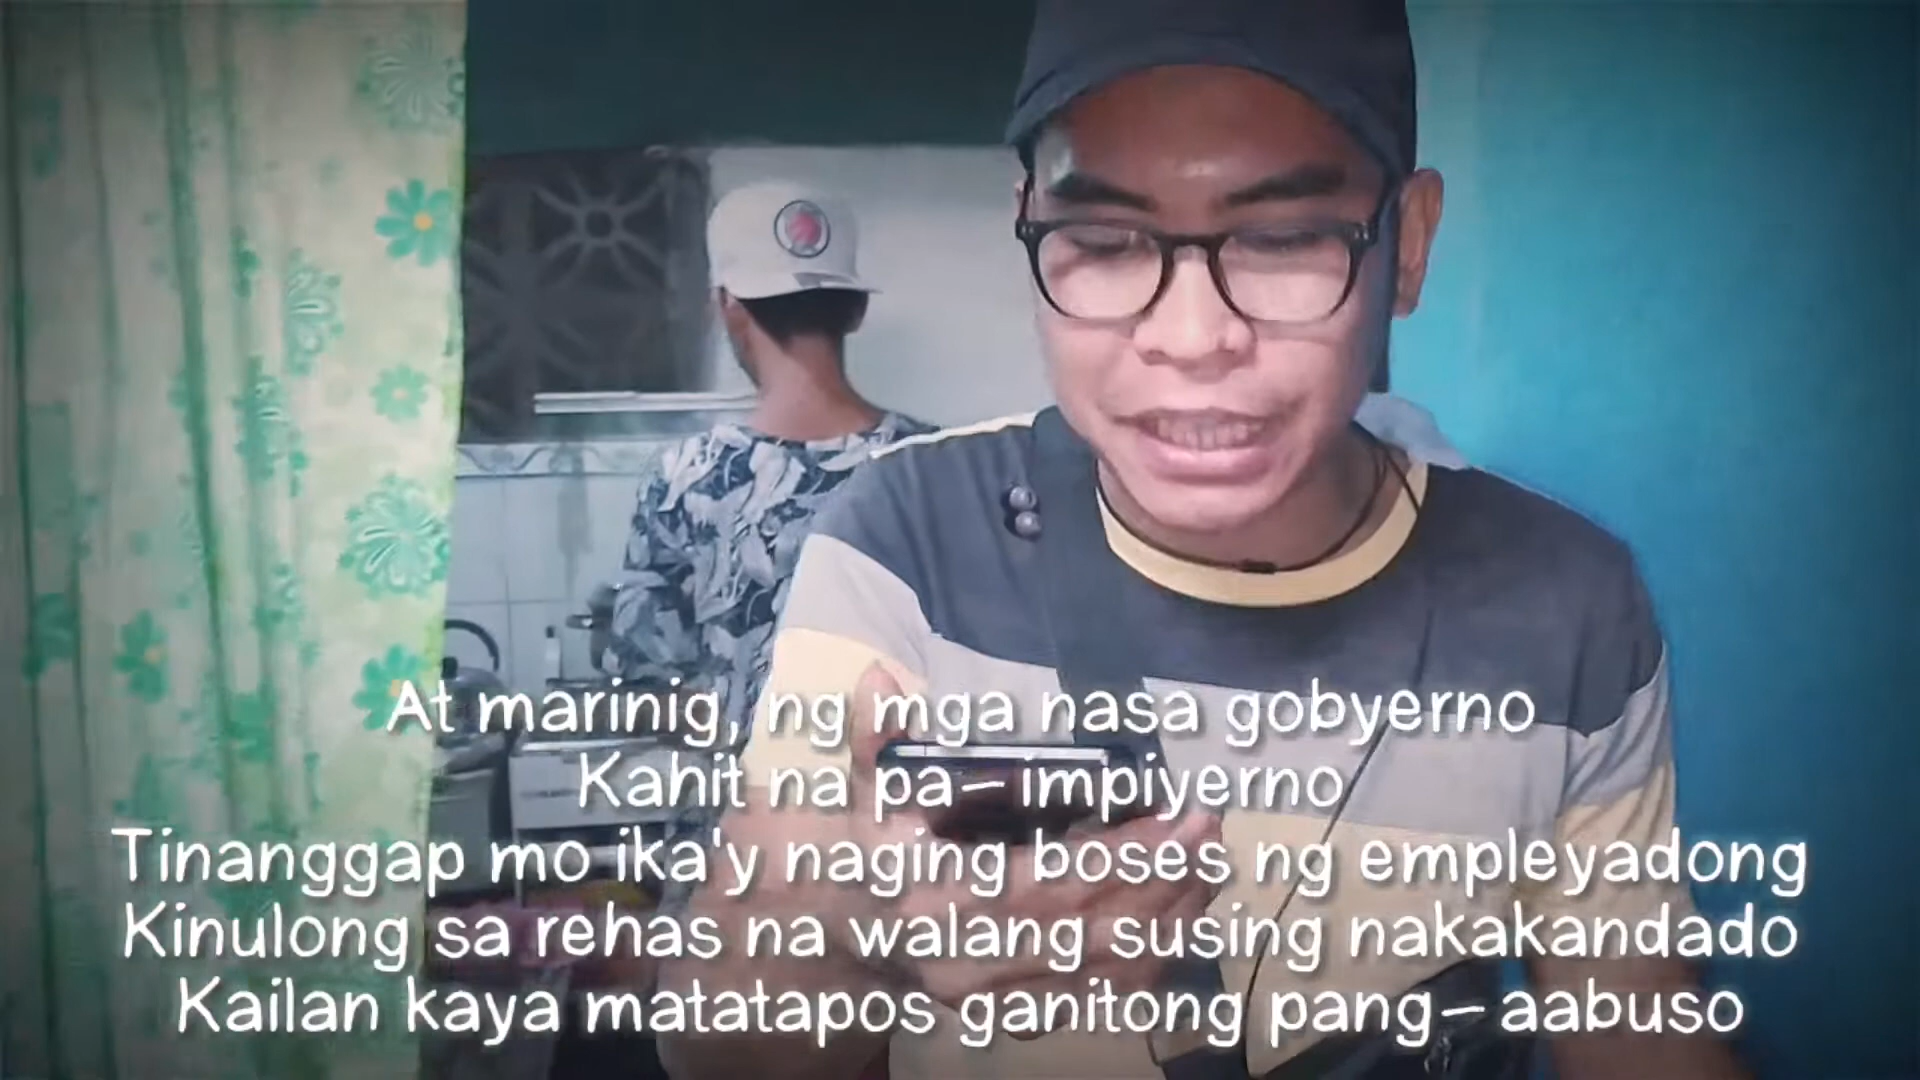 At marinig, ng mga nasa gobyerno
Kahit na pa-impiyerno
Tinanggap mo ika'y naging boses ng empleyadong
Kinulong sa rehas na walang susing nakakandado
Kailan kaya matatapos ganitong pang-aabuso